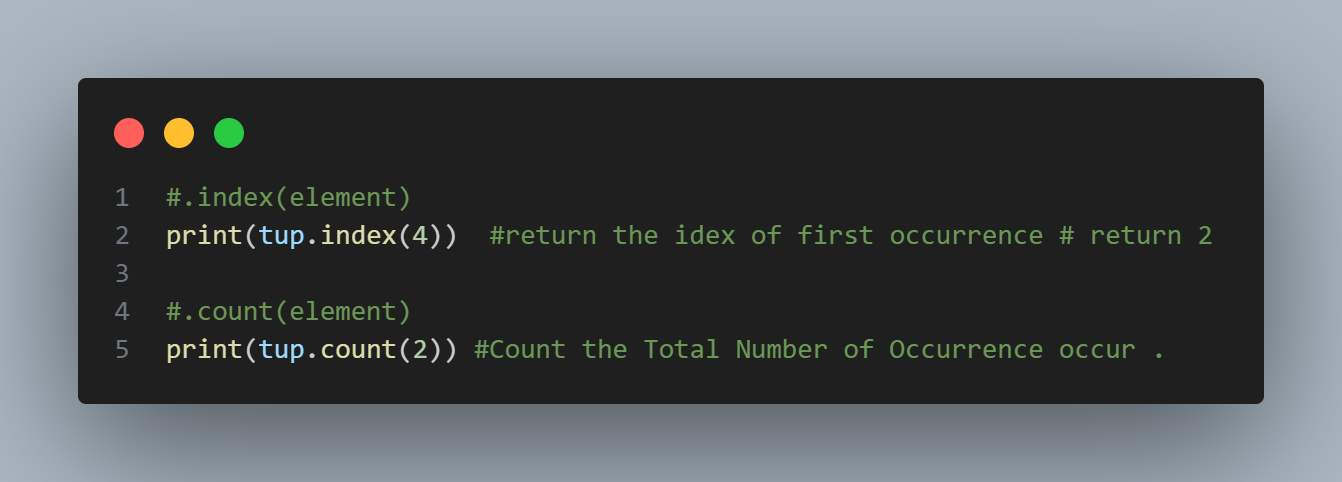 1 #.index(element)
2 print(tup.index(4))  #return the idex of first occurrence # return 2
3
4 #.count(element)
5 print(tup.count(2)) #Count the Total Number of Occurrence occur .